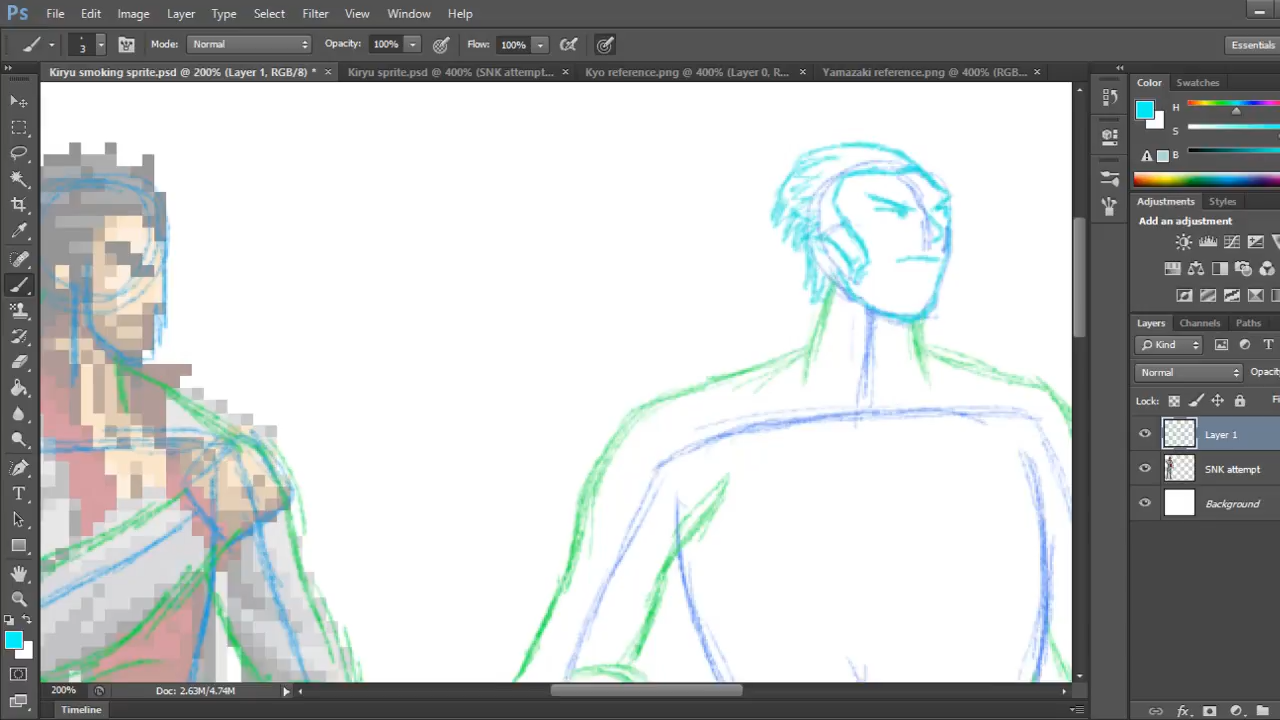 Ps File Edit Image Layer Type Select Filter View Window Help
3 Mode: Normal Opacity: 100% Flow: 100% Essentials
Kiryu smoking sprite.psd @ 200% (Layer 1, RGB/8) * × Kiryu sprite.psd @ 400% (SNK attempt... × Kyo reference.png @ 400% (Layer 0, R... × Yamazaki reference.png @ 400% (RGB... ×
Color Swatches
H
S
B
Adjustments Styles
Add an adjustment
Layers Channels Paths
Kind
Normal Opacity
Lock:
Layer 1
SNK attempt
Background
200% Doc: 2.63M/4.74M
Timeline